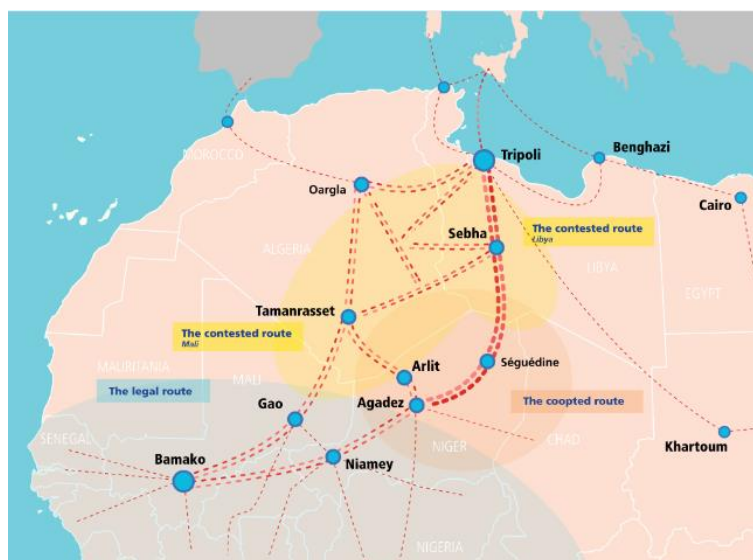 Tripoli
Benghazi
MOROCCO
Oargla
Cairo
Sebha
The contested route
Libya
ALGERIA
LIBYA
EGYPT
Tamanrasset
The contested route
Mali
Séguédine
MAURITANIA
Arlit
The legal route
MALI
Gao
Agadez
The coopted route
SENEGAL
NIGER
CHAD
Khartoum
Bamako
Niamey
NIGERIA